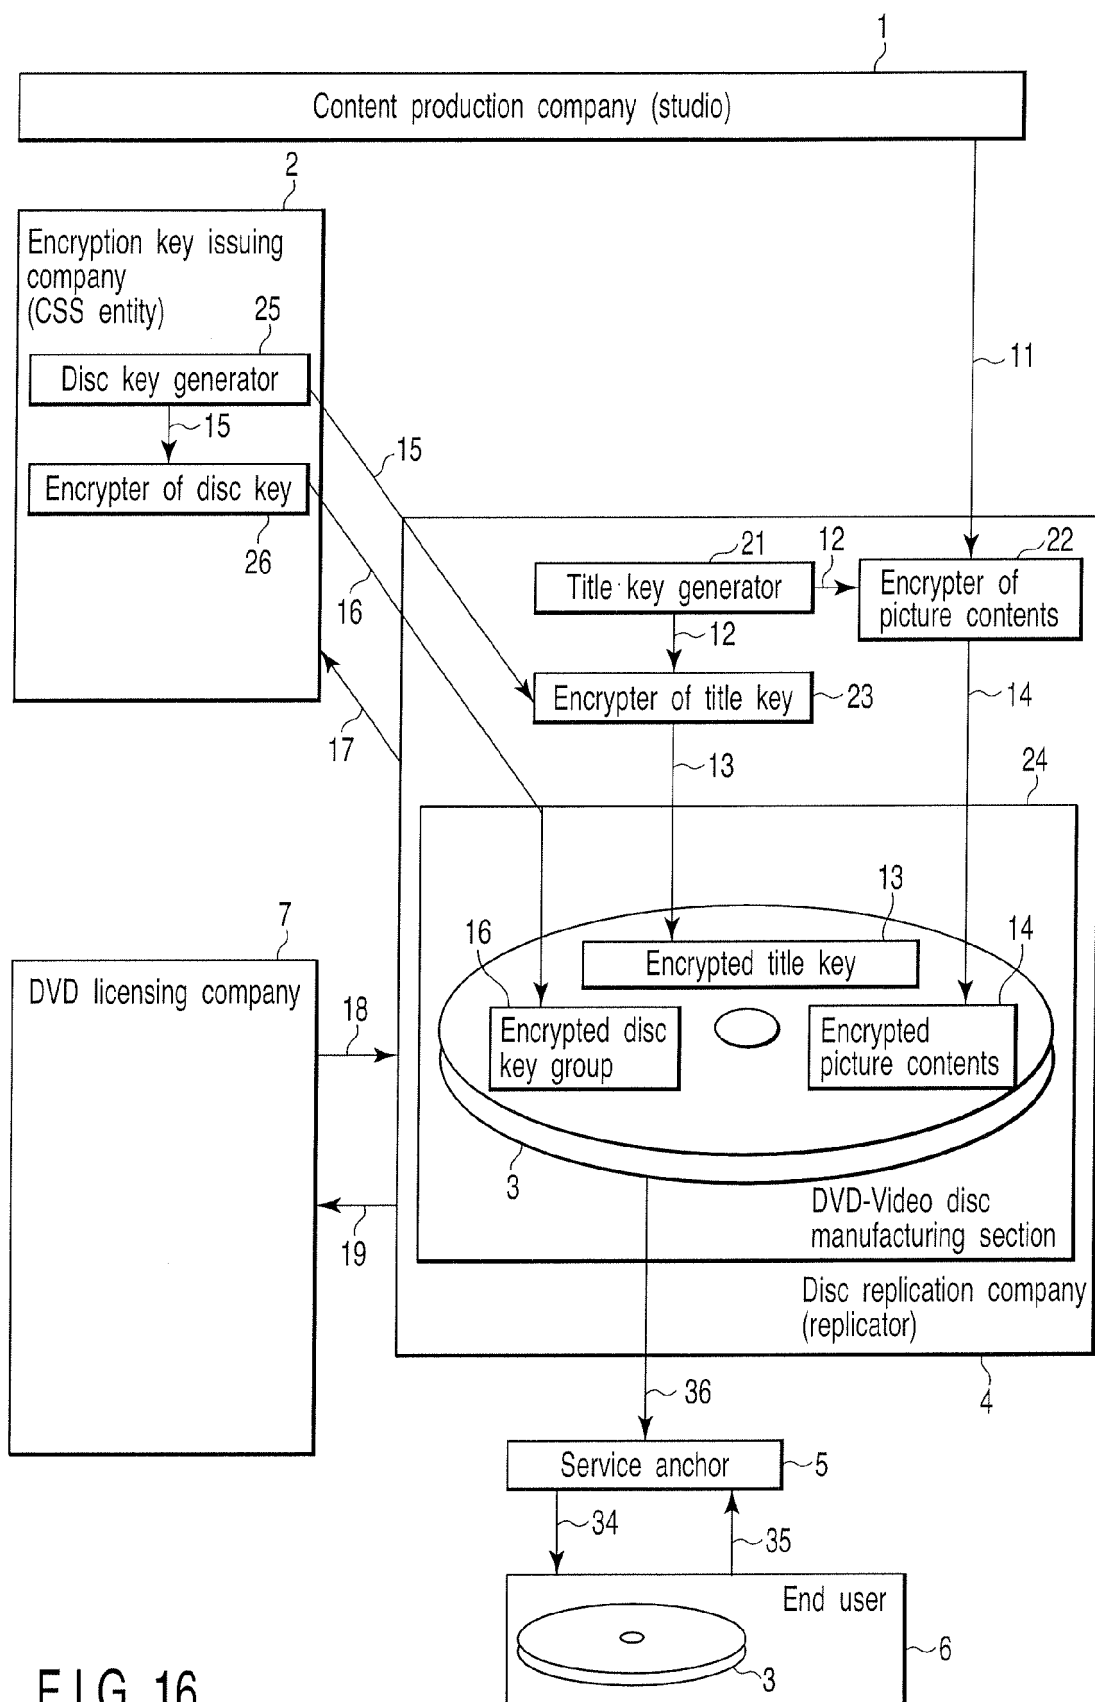 1
Content production company (studio)
2
Encryption key issuing
company
(CSS entity)
25
Disc key generator
15
Encrypter of disc key
26
11
15
16
17
21
Title key generator
12
22
Encrypter of
picture contents
12
Encrypter of title key
23
13
14
24
13
Encrypted title key
16
Encrypted disc
key group
14
Encrypted
picture contents
3
DVD-Video disc
manufacturing section
Disc replication company
(replicator)
4
7
DVD licensing company
18
19
36
Service anchor
5
34
35
End user
6
3
FIG. 16